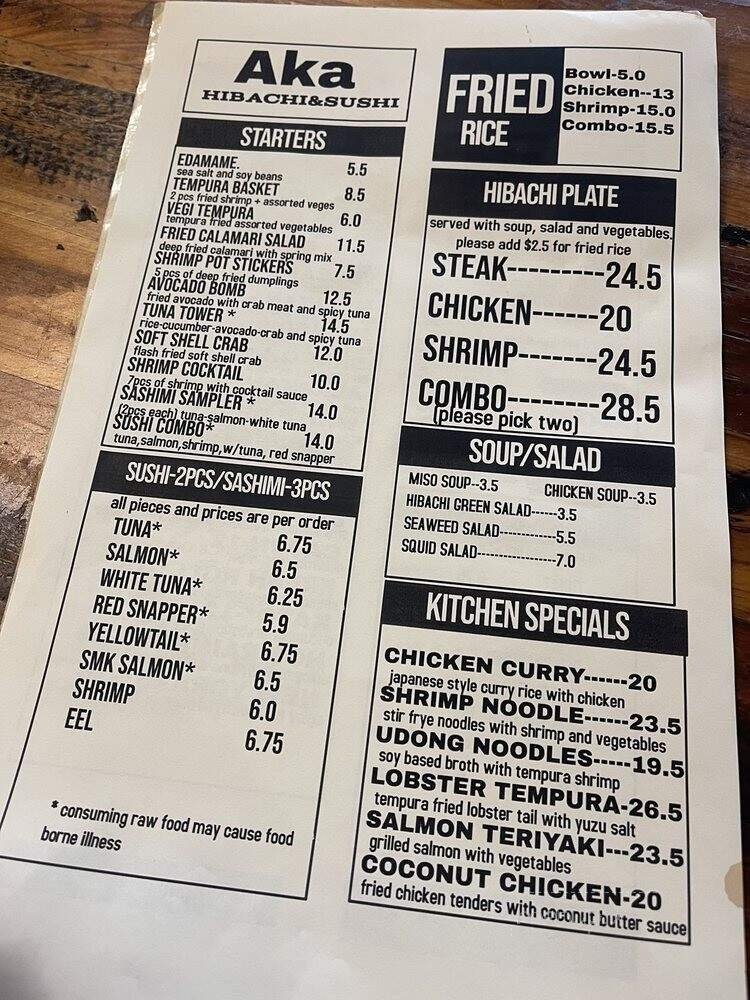 Aka
HIBACHI&SUSHI
STARTERS
EDAMAME. 5.5
sea salt and soy beans
TEMPURA BASKET 8.5
2 pcs fried shrimp + assorted veges
VEGI TEMPURA 6.0
tempura fried assorted vegetables
FRIED CALAMARI SALAD 11.5
deep fried calamari with spring mix
SHRIMP POT STICKERS 7.5
5 pcs of deep fried dumplings
AVOCADO BOMB 12.5
fried avocado with crab meat and spicy tuna
TUNA TOWER * 14.5
rice-cucumber-avocado-crab and spicy tuna
SOFT SHELL CRAB 12.0
flash fried soft shell crab
SHRIMP COCKTAIL 10.0
7pcs of shrimp with cocktail sauce
SASHIMI SAMPLER * 14.0
(2pcs each) tuna-salmon-white tuna
SUSHI COMBO* 14.0
tuna,salmon,shrimp,w/tuna, red snapper
SUSHI-2PCS/SASHIMI-3PCS
all pieces and prices are per order
TUNA* 6.75
SALMON* 6.5
WHITE TUNA* 6.25
RED SNAPPER* 5.9
YELLOWTAIL* 6.75
SMK SALMON* 6.5
SHRIMP 6.0
EEL 6.75
* consuming raw food may cause food
borne illness
FRIED
RICE
Bowl-5.0
Chicken--13
Shrimp-15.0
Combo-15.5
HIBACHI PLATE
served with soup, salad and vegetables.
please add $2.5 for fried rice
STEAK---------24.5
CHICKEN------20
SHRIMP-------24.5
COMBO--------28.5
(please pick two)
SOUP/SALAD
MISO SOUP--3.5 CHICKEN SOUP--3.5
HIBACHI GREEN SALAD-----3.5
SEAWEED SALAD------------5.5
SQUID SALAD-----------------7.0
KITCHEN SPECIALS
CHICKEN CURRY------20
japanese style curry rice with chicken
SHRIMP NOODLE------23.5
stir frye noodles with shrimp and vegetables
UDONG NOODLES-----19.5
soy based broth with tempura shrimp
LOBSTER TEMPURA-26.5
tempura fried lobster tail with yuzu salt
SALMON TERIYAKI---23.5
grilled salmon with vegetables
COCONUT CHICKEN-20
fried chicken tenders with coconut butter sauce